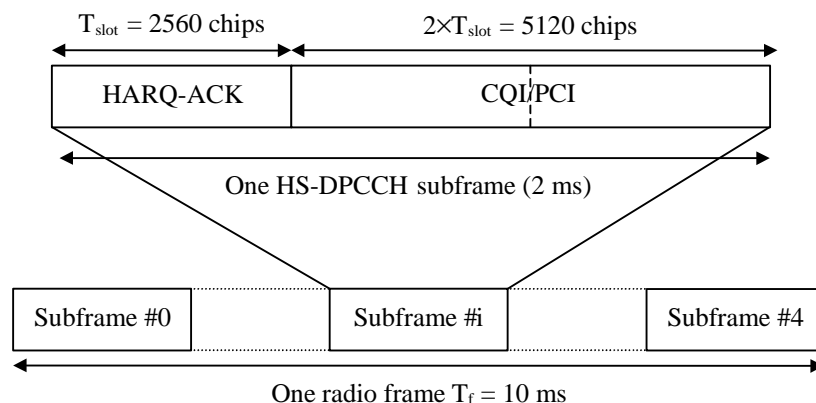 T_slot = 2560 chips
2×T_slot = 5120 chips
HARQ-ACK
CQI/PCI
One HS-DPCCH subframe (2 ms)
Subframe #0
Subframe #i
Subframe #4
One radio frame T_f = 10 ms